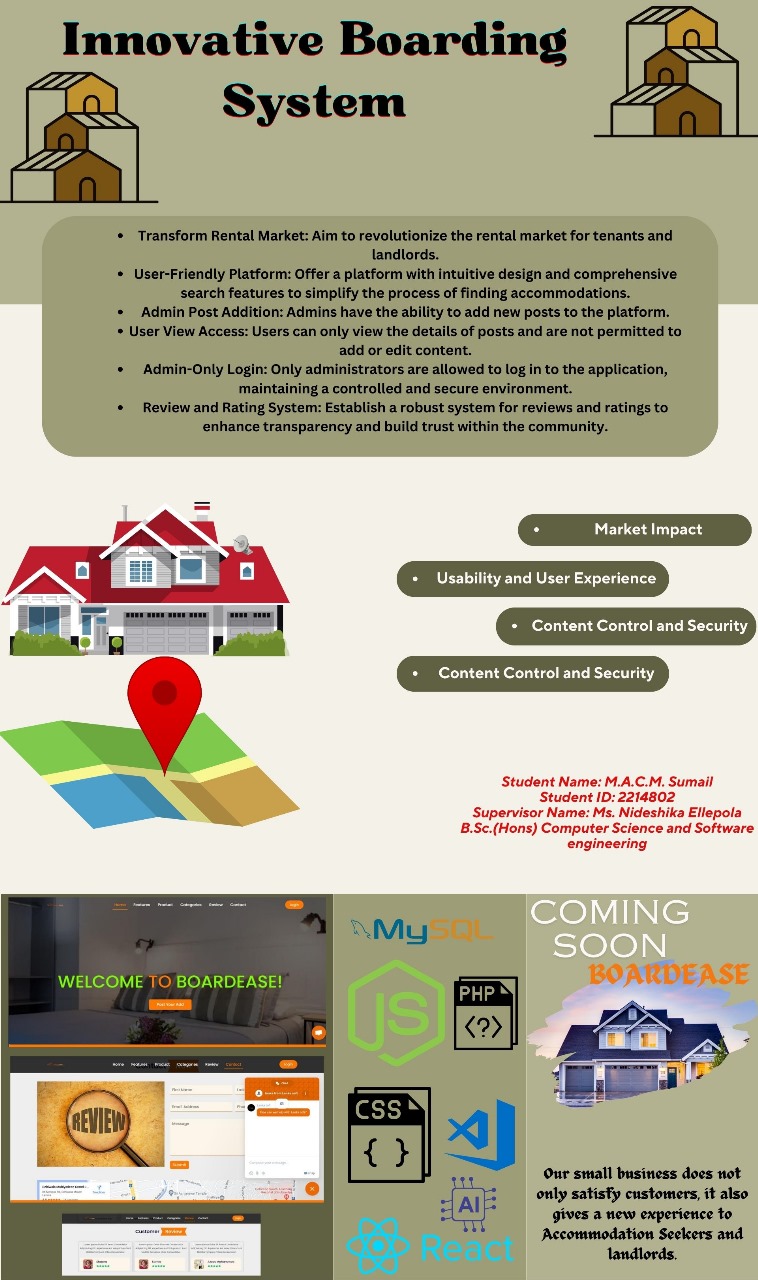 Innovative Boarding
System
• Transform Rental Market: Aim to revolutionize the rental market for tenants and
landlords.
• User-Friendly Platform: Offer a platform with intuitive design and comprehensive
search features to simplify the process of finding accommodations.
• Admin Post Addition: Admins have the ability to add new posts to the platform.
• User View Access: Users can only view the details of posts and are not permitted to
add or edit content.
• Admin-Only Login: Only administrators are allowed to log in to the application,
maintaining a controlled and secure environment.
• Review and Rating System: Establish a robust system for reviews and ratings to
enhance transparency and build trust within the community.
• Market Impact
• Usability and User Experience
• Content Control and Security
• Content Control and Security
Student Name: M.A.C.M. Sumail
Student ID: 2214802
Supervisor Name: Ms. Nideshika Ellepola
B.Sc.(Hons) Computer Science and Software
engineering
Home Features Product Categories Review Contact
WELCOME TO BOARDEASE!
Post Your Add
Home Features Product Categories Review Contact
REVIEW
First Name
Email Address
Message
Submit
Customer Review
MySQL
JS
PHP
<?>
CSS
{ }
AI
React
COMING
SOON
BOARDEASE
Our small business does not
only satisfy customers, it also
gives a new experience to
Accommodation Seekers and
landlords.